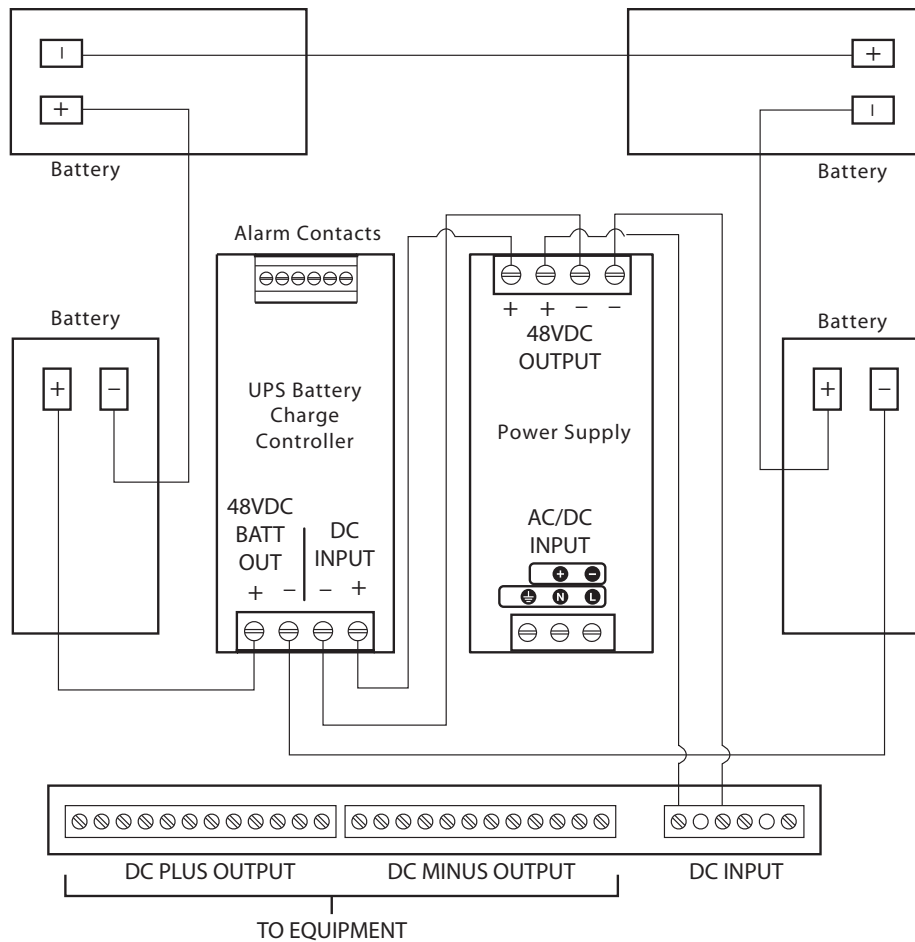 −
+
Battery
+
−
Battery
Alarm Contacts
+ + − −
48VDC
OUTPUT
Battery
+ −
UPS Battery
Charge
Controller
48VDC
BATT
OUT
DC
INPUT
+ − − +
Power Supply
AC/DC
INPUT
+ −
N L
Battery
+ −
DC PLUS OUTPUT
DC MINUS OUTPUT
DC INPUT
TO EQUIPMENT